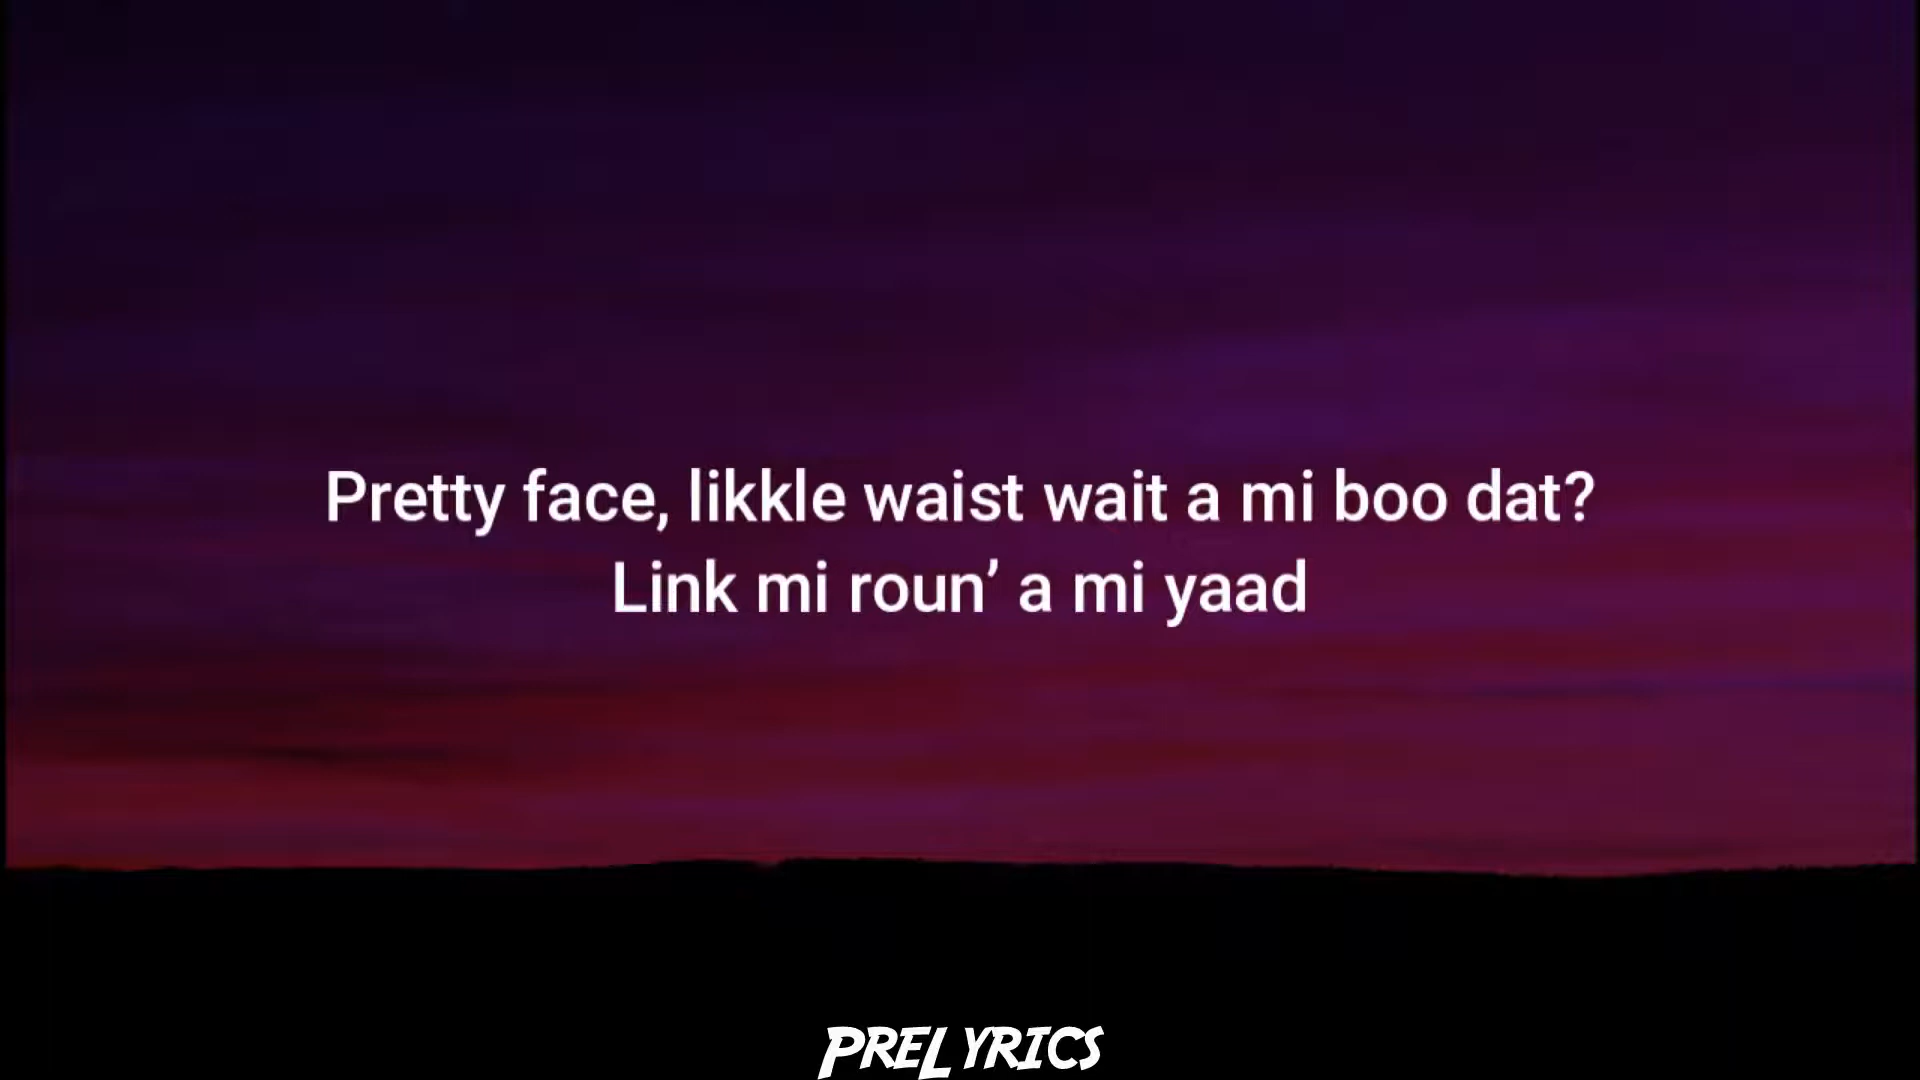 Pretty face, likkle waist wait a mi boo dat?
Link mi roun’ a mi yaad
PRELYRICS